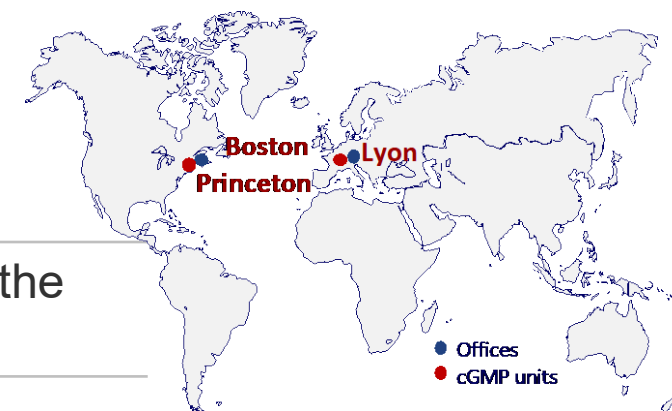 Boston
Lyon
Princeton
the
Offices
cGMP units